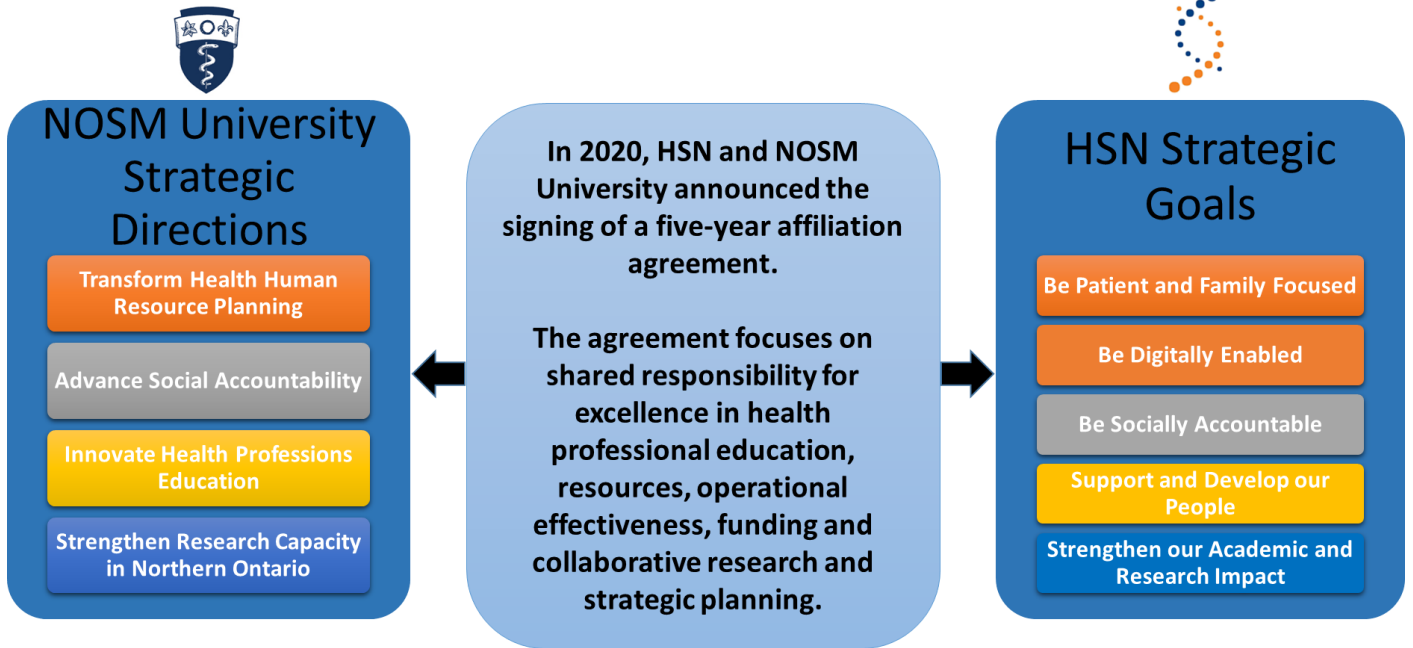 NOSM University
Strategic
Directions
Transform Health Human
Resource Planning
Advance Social Accountability
Innovate Health Professions
Education
Strengthen Research Capacity
in Northern Ontario
In 2020, HSN and NOSM
University announced the
signing of a five-year affiliation
agreement.
The agreement focuses on
shared responsibility for
excellence in health
professional education,
resources, operational
effectiveness, funding and
collaborative research and
strategic planning.
HSN Strategic
Goals
Be Patient and Family Focused
Be Digitally Enabled
Be Socially Accountable
Support and Develop our
People
Strengthen our Academic and
Research Impact